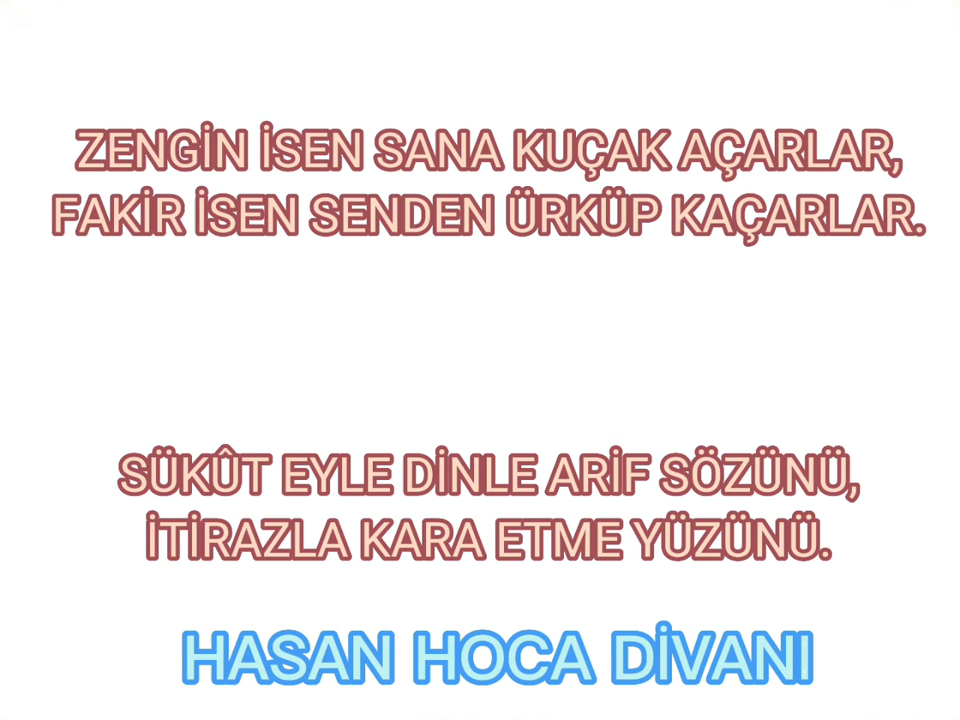 ZENGİN İSEN SANA KUÇAK AÇARLAR,
FAKİR İSEN SENDEN ÜRKÜP KAÇARLAR.
SÜKÛT EYLE DİNLE ARİF SÖZÜNÜ,
İTİRAZLA KARA ETME YÜZÜNÜ.
HASAN HOCA DİVANI